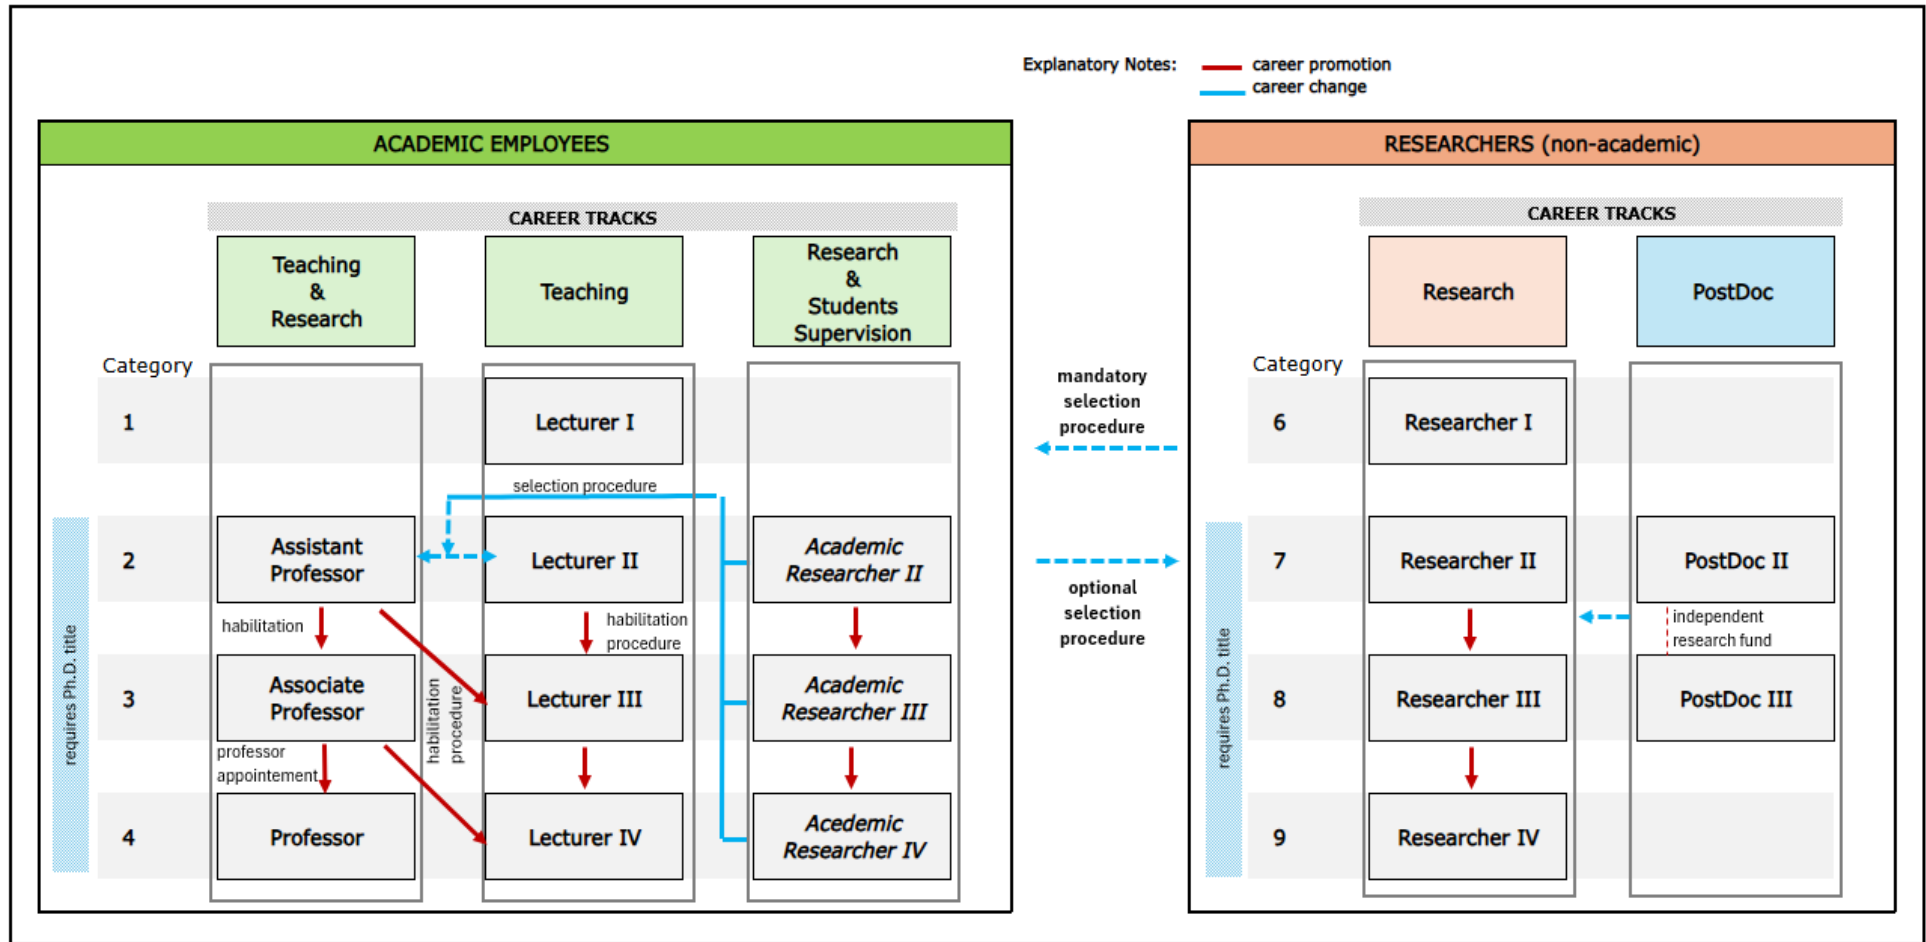 Explanatory Notes:
career promotion
career change
ACADEMIC EMPLOYEES
CAREER TRACKS
Teaching
&
Research
Teaching
Research
&
Students
Supervision
Category
1
Lecturer I
selection procedure
2
Assistant
Professor
Lecturer II
Academic
Researcher II
habilitation
habilitation
procedure
3
Associate
Professor
habilitation
procedure
Lecturer III
Academic
Researcher III
professor
appointement
4
Professor
Lecturer IV
Acedemic
Researcher IV
requires Ph.D. title
mandatory
selection
procedure
optional
selection
procedure
RESEARCHERS (non-academic)
CAREER TRACKS
Research
PostDoc
Category
6
Researcher I
7
Researcher II
PostDoc II
independent
research fund
8
Researcher III
PostDoc III
9
Researcher IV
requires Ph.D. title